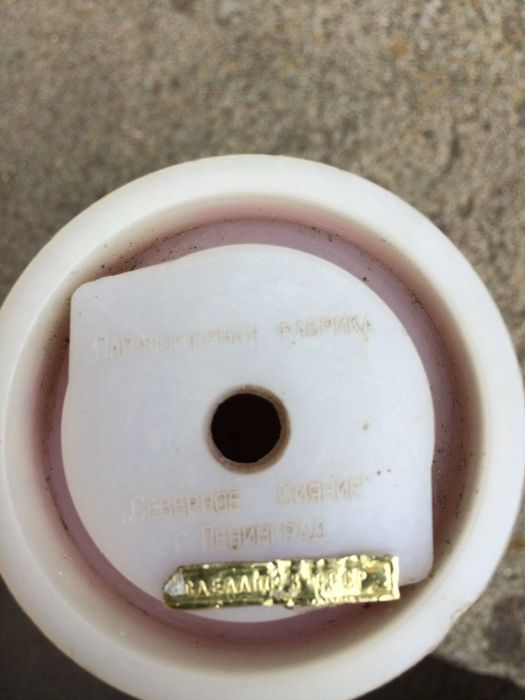 Парфюмерная фабрика
„Северное Сияние"
г Ленинград
СДЕЛАНО В СССР